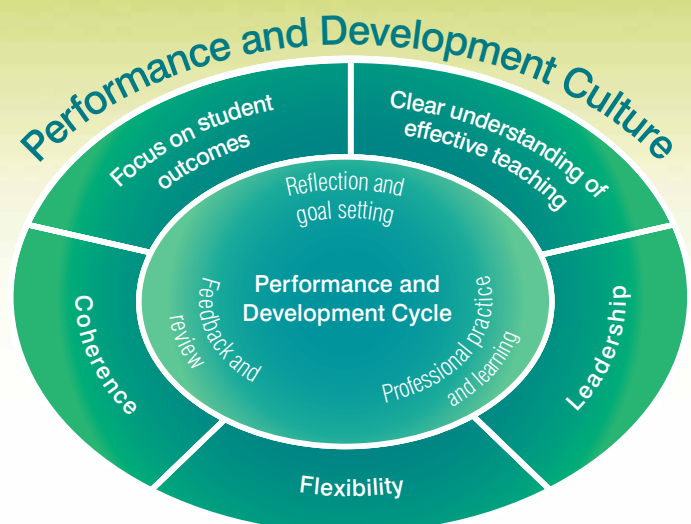 Performance and Development Culture
Focus on student
outcomes
Clear understanding of
effective teaching
Reflection and
goal setting
Performance and
Development Cycle
Feedback and
review
Professional practice
and learning
Coherence
Leadership
Flexibility